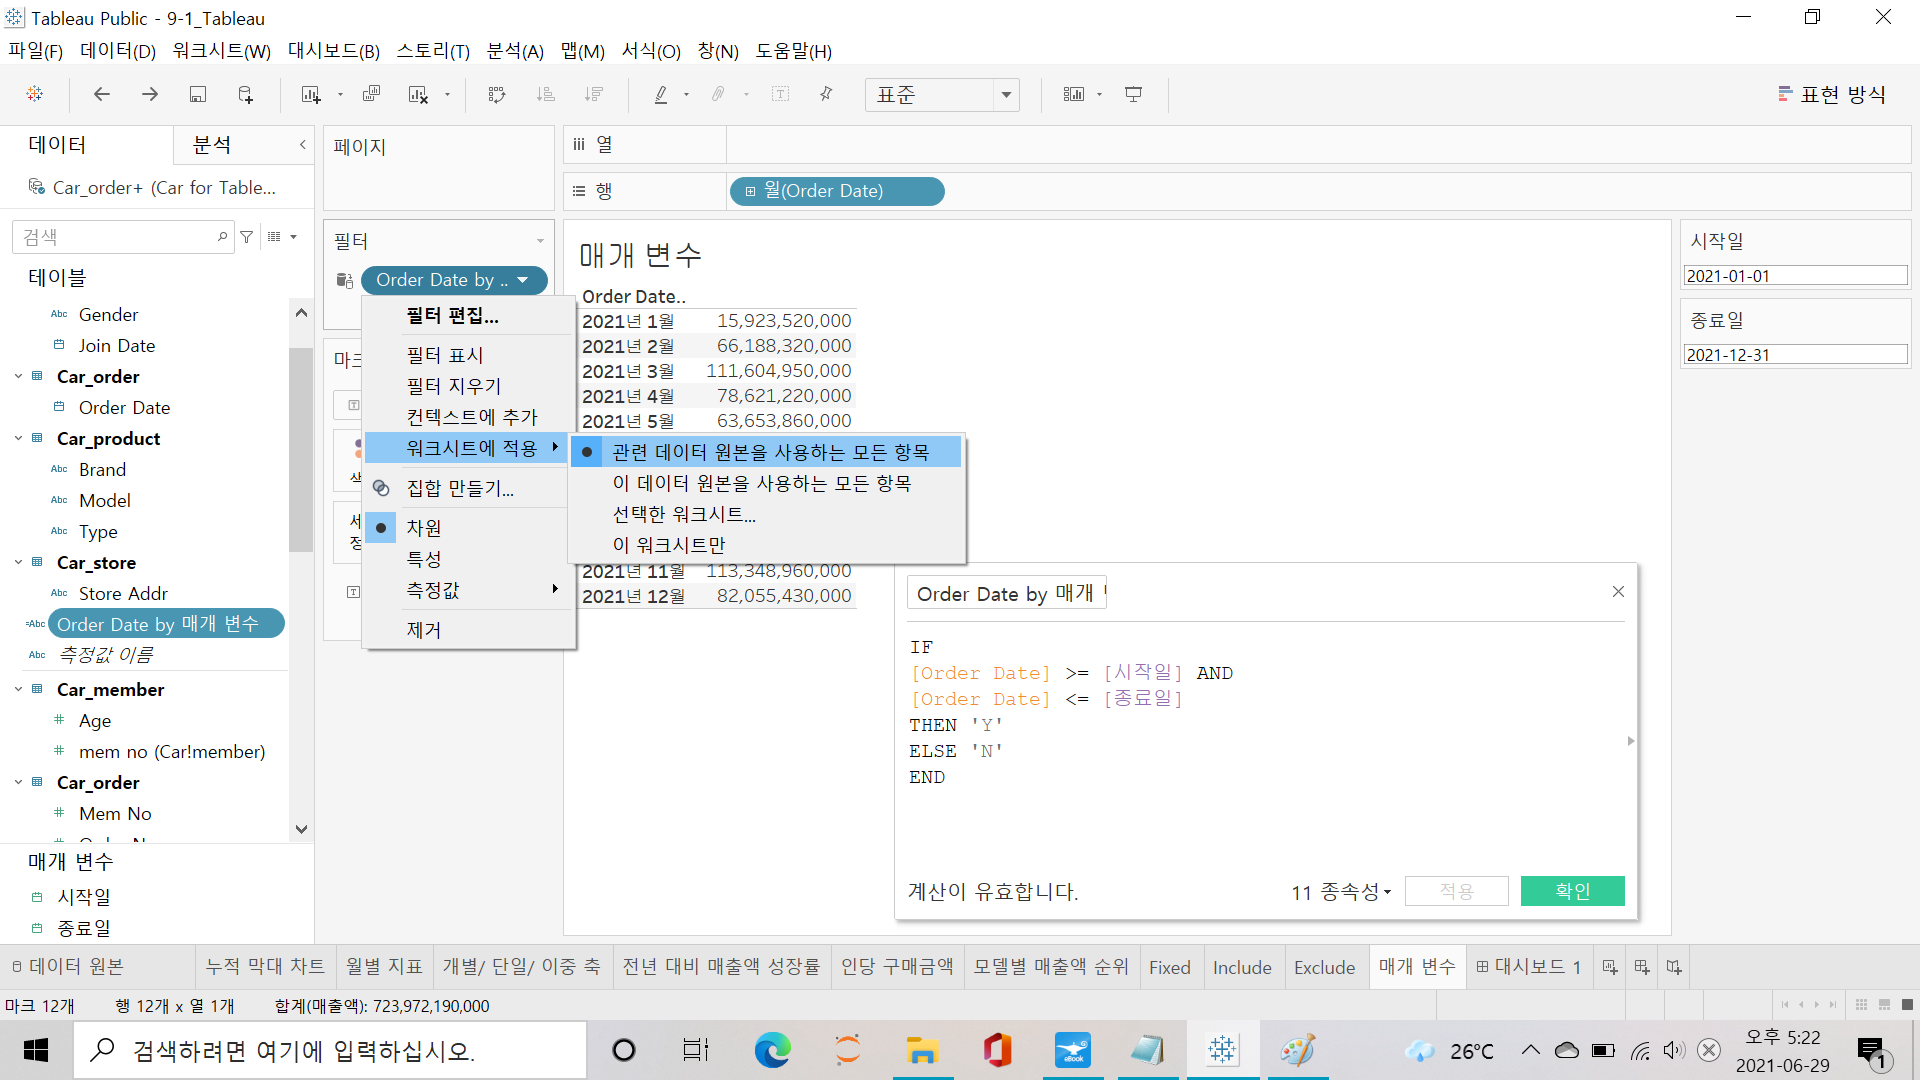 Tableau Public - 9-1_Tableau
파일(F) 데이터(D) 워크시트(W) 대시보드(B) 스토리(T) 분석(A) 맵(M) 서식(O) 창(N) 도움말(H)
표준
표현 방식
데이터 분석
Car_order+ (Car for Table...
검색
테이블
Abc Gender
Join Date
Car_order
Order Date
Car_product
Abc Brand
Abc Model
Abc Type
Car_store
Abc Store Addr
=Abc Order Date by 매개 변수
Abc 측정값 이름
Car_member
# Age
# mem no (Car!member)
Car_order
# Mem No
매개 변수
시작일
종료일
페이지
필터
Order Date by ..
필터 편집...
필터 표시
필터 지우기
컨텍스트에 추가
워크시트에 적용
집합 만들기...
차원
특성
측정값
제거
관련 데이터 원본을 사용하는 모든 항목
이 데이터 원본을 사용하는 모든 항목
선택한 워크시트...
이 워크시트만
열
행 월(Order Date)
매개 변수
Order Date..
2021년 1월 15,923,520,000
2021년 2월 66,188,320,000
2021년 3월 111,604,950,000
2021년 4월 78,621,220,000
2021년 5월 63,653,860,000
2021년 11월 113,348,960,000
2021년 12월 82,055,430,000
시작일
2021-01-01
종료일
2021-12-31
Order Date by 매개
IF
[Order Date] >= [시작일] AND
[Order Date] <= [종료일]
THEN 'Y'
ELSE 'N'
END
계산이 유효합니다.
11 종속성
적용
확인
데이터 원본 누적 막대 차트 월별 지표 개별/ 단일/ 이중 축 전년 대비 매출액 성장률 인당 구매금액 모델별 매출액 순위 Fixed Include Exclude 매개 변수 대시보드 1
마크 12개 행 12개 x 열 1개 합계(매출액): 723,972,190,000
검색하려면 여기에 입력하십시오.
eBook
26°C
오후 5:22
2021-06-29
1